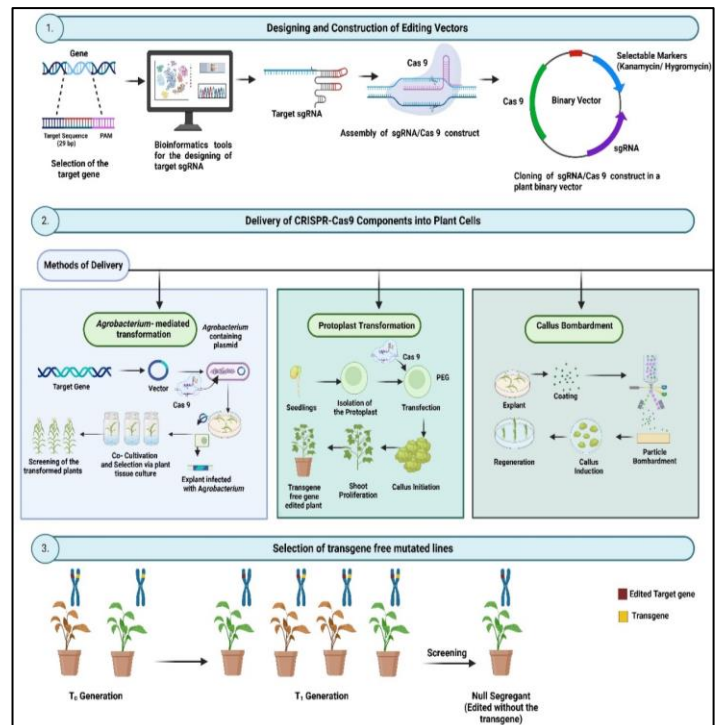 1.
Designing and Construction of Editing Vectors
Gene
Target Sequence
(29 bp)
PAM
Selection of the
target gene
Bioinformatics tools
for the designing of
target sgRNA
Target sgRNA
Cas 9
Assembly of sgRNA/Cas 9 construct
Selectable Markers
(Kanamycin/ Hygromycin)
Cas 9
Binary Vector
sgRNA
Cloning of sgRNA/Cas 9 construct in a
plant binary vector
2.
Delivery of CRISPR-Cas9 Components into Plant Cells
Methods of Delivery
Agrobacterium- mediated
transformation
Agrobacterium
containing
plasmid
Target Gene
Vector
Cas 9
Screening of the
transformed plants
Co- Cultivation
and Selection via plant
tissue culture
Explant infected
with Agrobacterium
Protoplast Transformation
Cas 9
PEG
Seedlings
Isolation of
the Protoplast
Transfection
Transgene
free gene
edited plant
Shoot
Proliferation
Callus Initiation
Callus Bombardment
Explant
Coating
Regeneration
Callus
Induction
Particle
Bombardment
3.
Selection of transgene free mutated lines
Edited Target gene
Transgene
Screening
T₀ Generation
T₁ Generation
Null Segregant
(Edited without the
transgene)